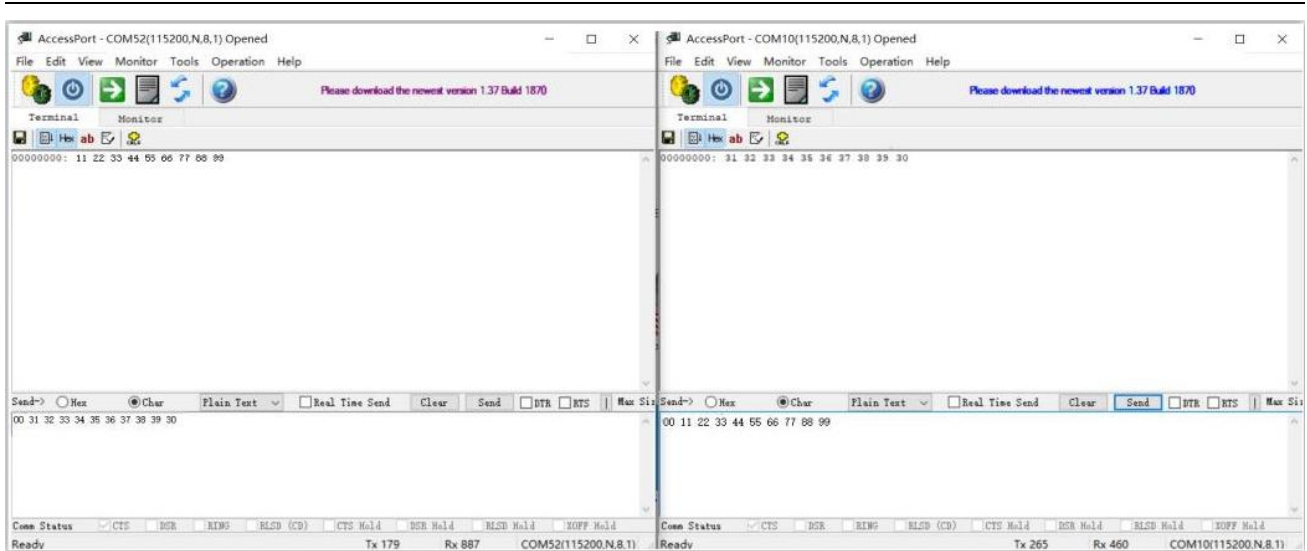 AccessPort - COM52(115200,N,8,1) Opened
File Edit View Monitor Tools Operation Help
Please download the newest version 1.37 Build 1870
Terminal Monitor
Hex ab
00000000: 11 22 33 44 55 66 77 88 99
Send-> Hex Char Plain Text Real Time Send Clear Send DTR RTS | Max Siz
00 31 32 33 34 35 36 37 38 39 30
Comm Status CTS DSR RING RLSD (CD) CTS Hold DSR Hold RLSD Hold XOFF Hold
Ready Tx 179 Rx 887 COM52(115200,N,8,1)
AccessPort - COM10(115200,N,8,1) Opened
File Edit View Monitor Tools Operation Help
Please download the newest version 1.37 Build 1870
Terminal Monitor
Hex ab
00000000: 31 32 33 34 35 36 37 38 39 30
Send-> Hex Char Plain Text Real Time Send Clear Send DTR RTS | Max Siz
00 11 22 33 44 55 66 77 88 99
Comm Status CTS DSR RING RLSD (CD) CTS Hold DSR Hold RLSD Hold XOFF Hold
Ready Tx 265 Rx 460 COM10(115200,N,8,1)